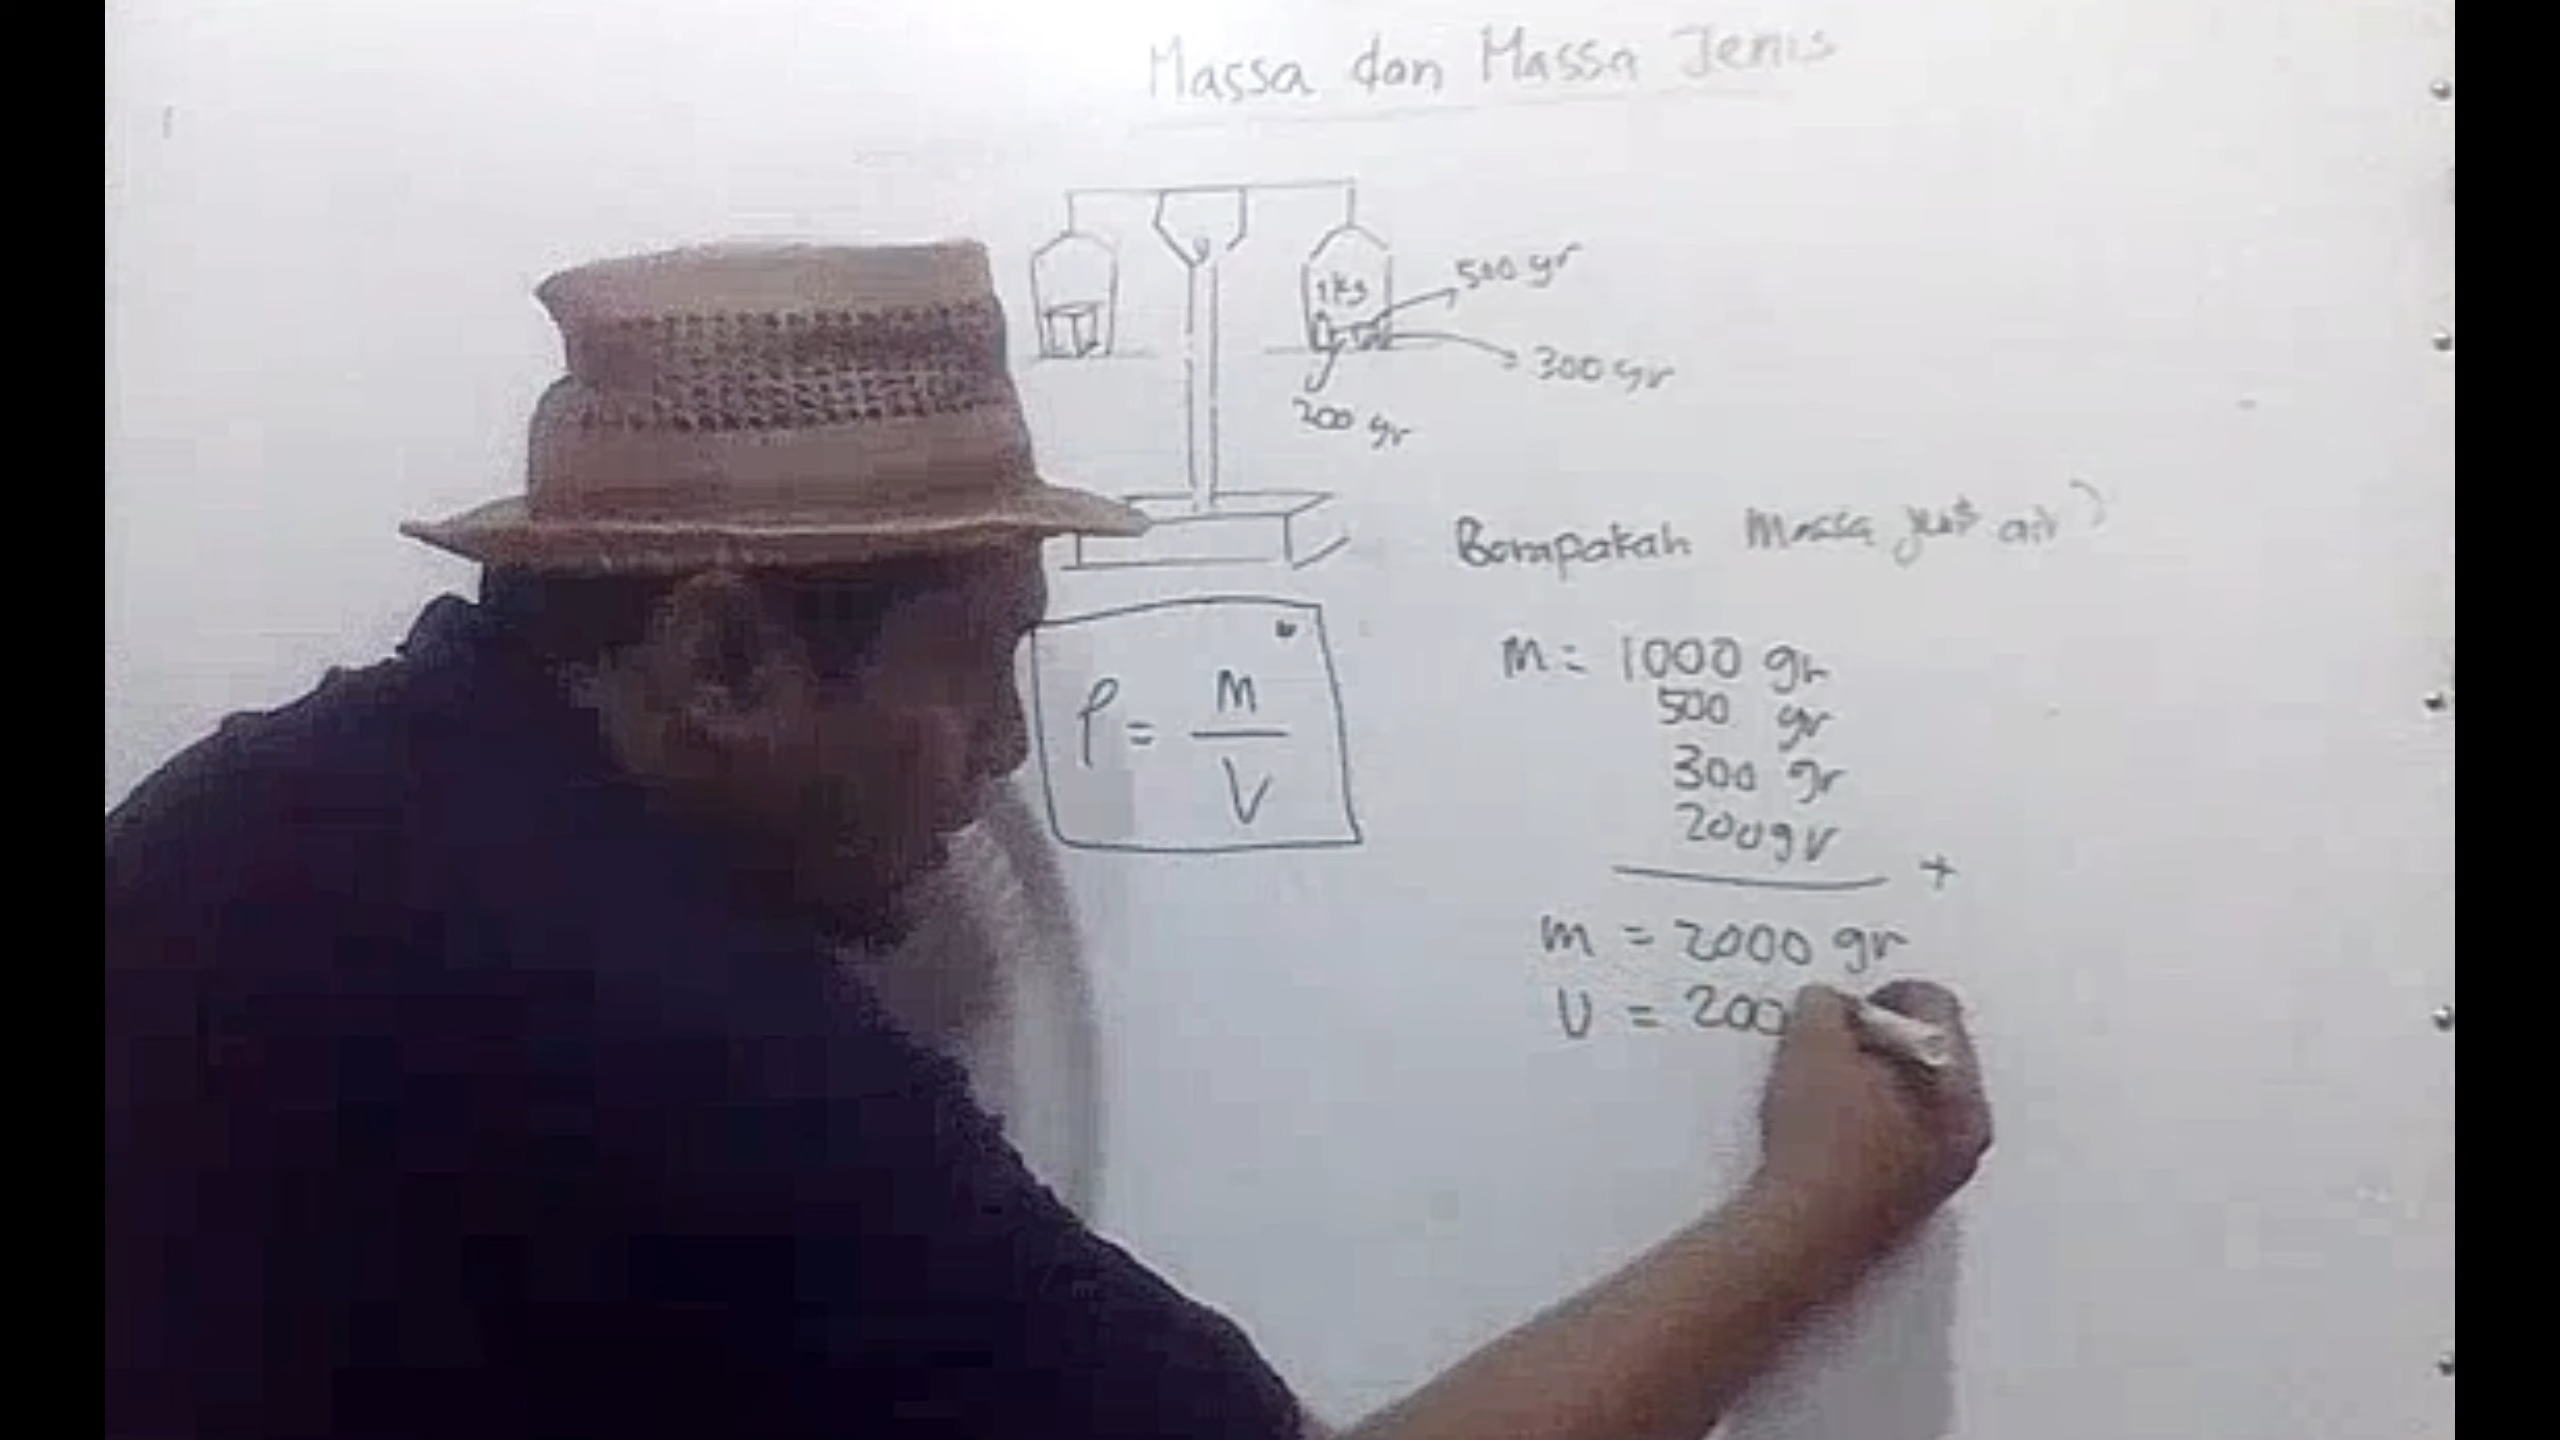 Massa dan Massa Jenis
1kg
500 gr
300 gr
200 gr
Berapakah Massa jenis air?
ρ = m / V
m = 1000 gr
500 gr
300 gr
200 gr
+
m = 2000 gr
V = 200